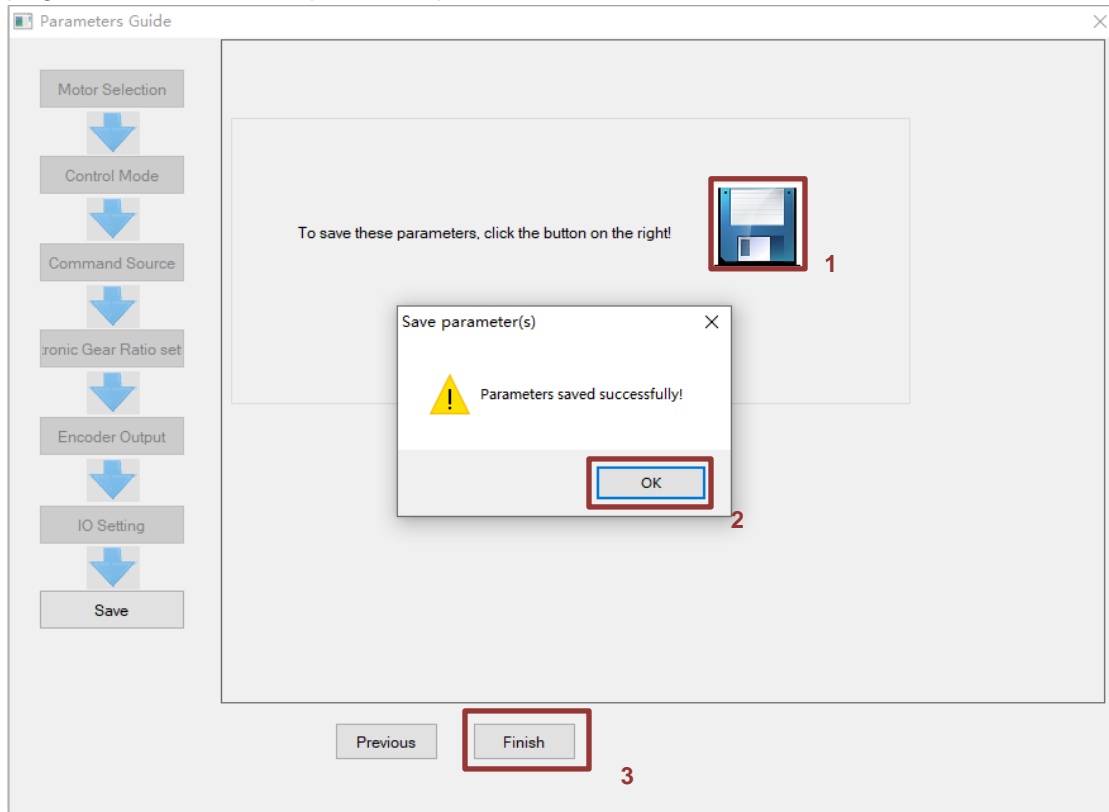 Parameters Guide
Motor Selection
Control Mode
To save these parameters, click the button on the right!
1
Command Source
Save parameter(s)
tronic Gear Ratio set
Parameters saved successfully!
Encoder Output
OK
2
IO Setting
Save
Previous
Finish
3